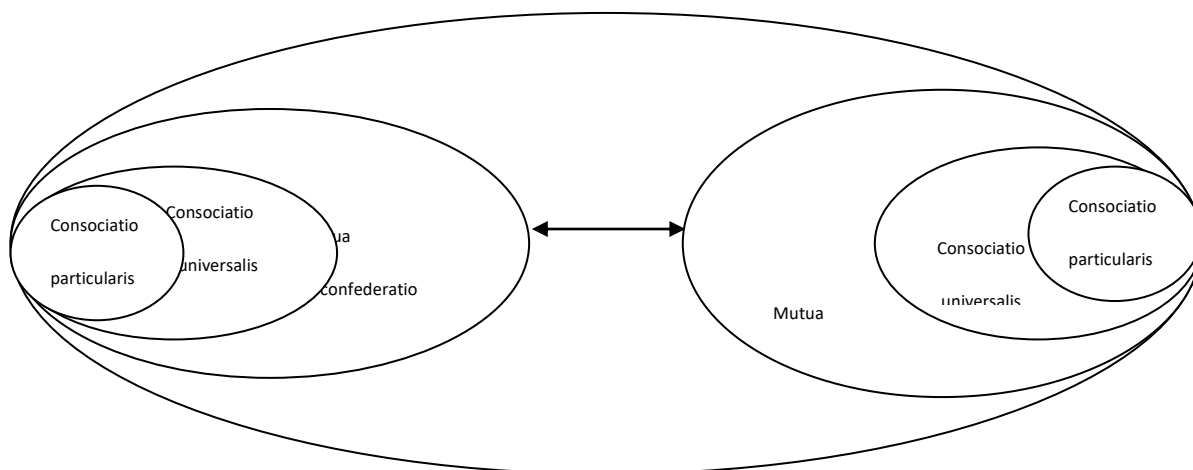 Consociatio
particularis
Consociatio
universalis
ua
confederatio
Mutua
Consociatio
universalis
Consociatio
particularis